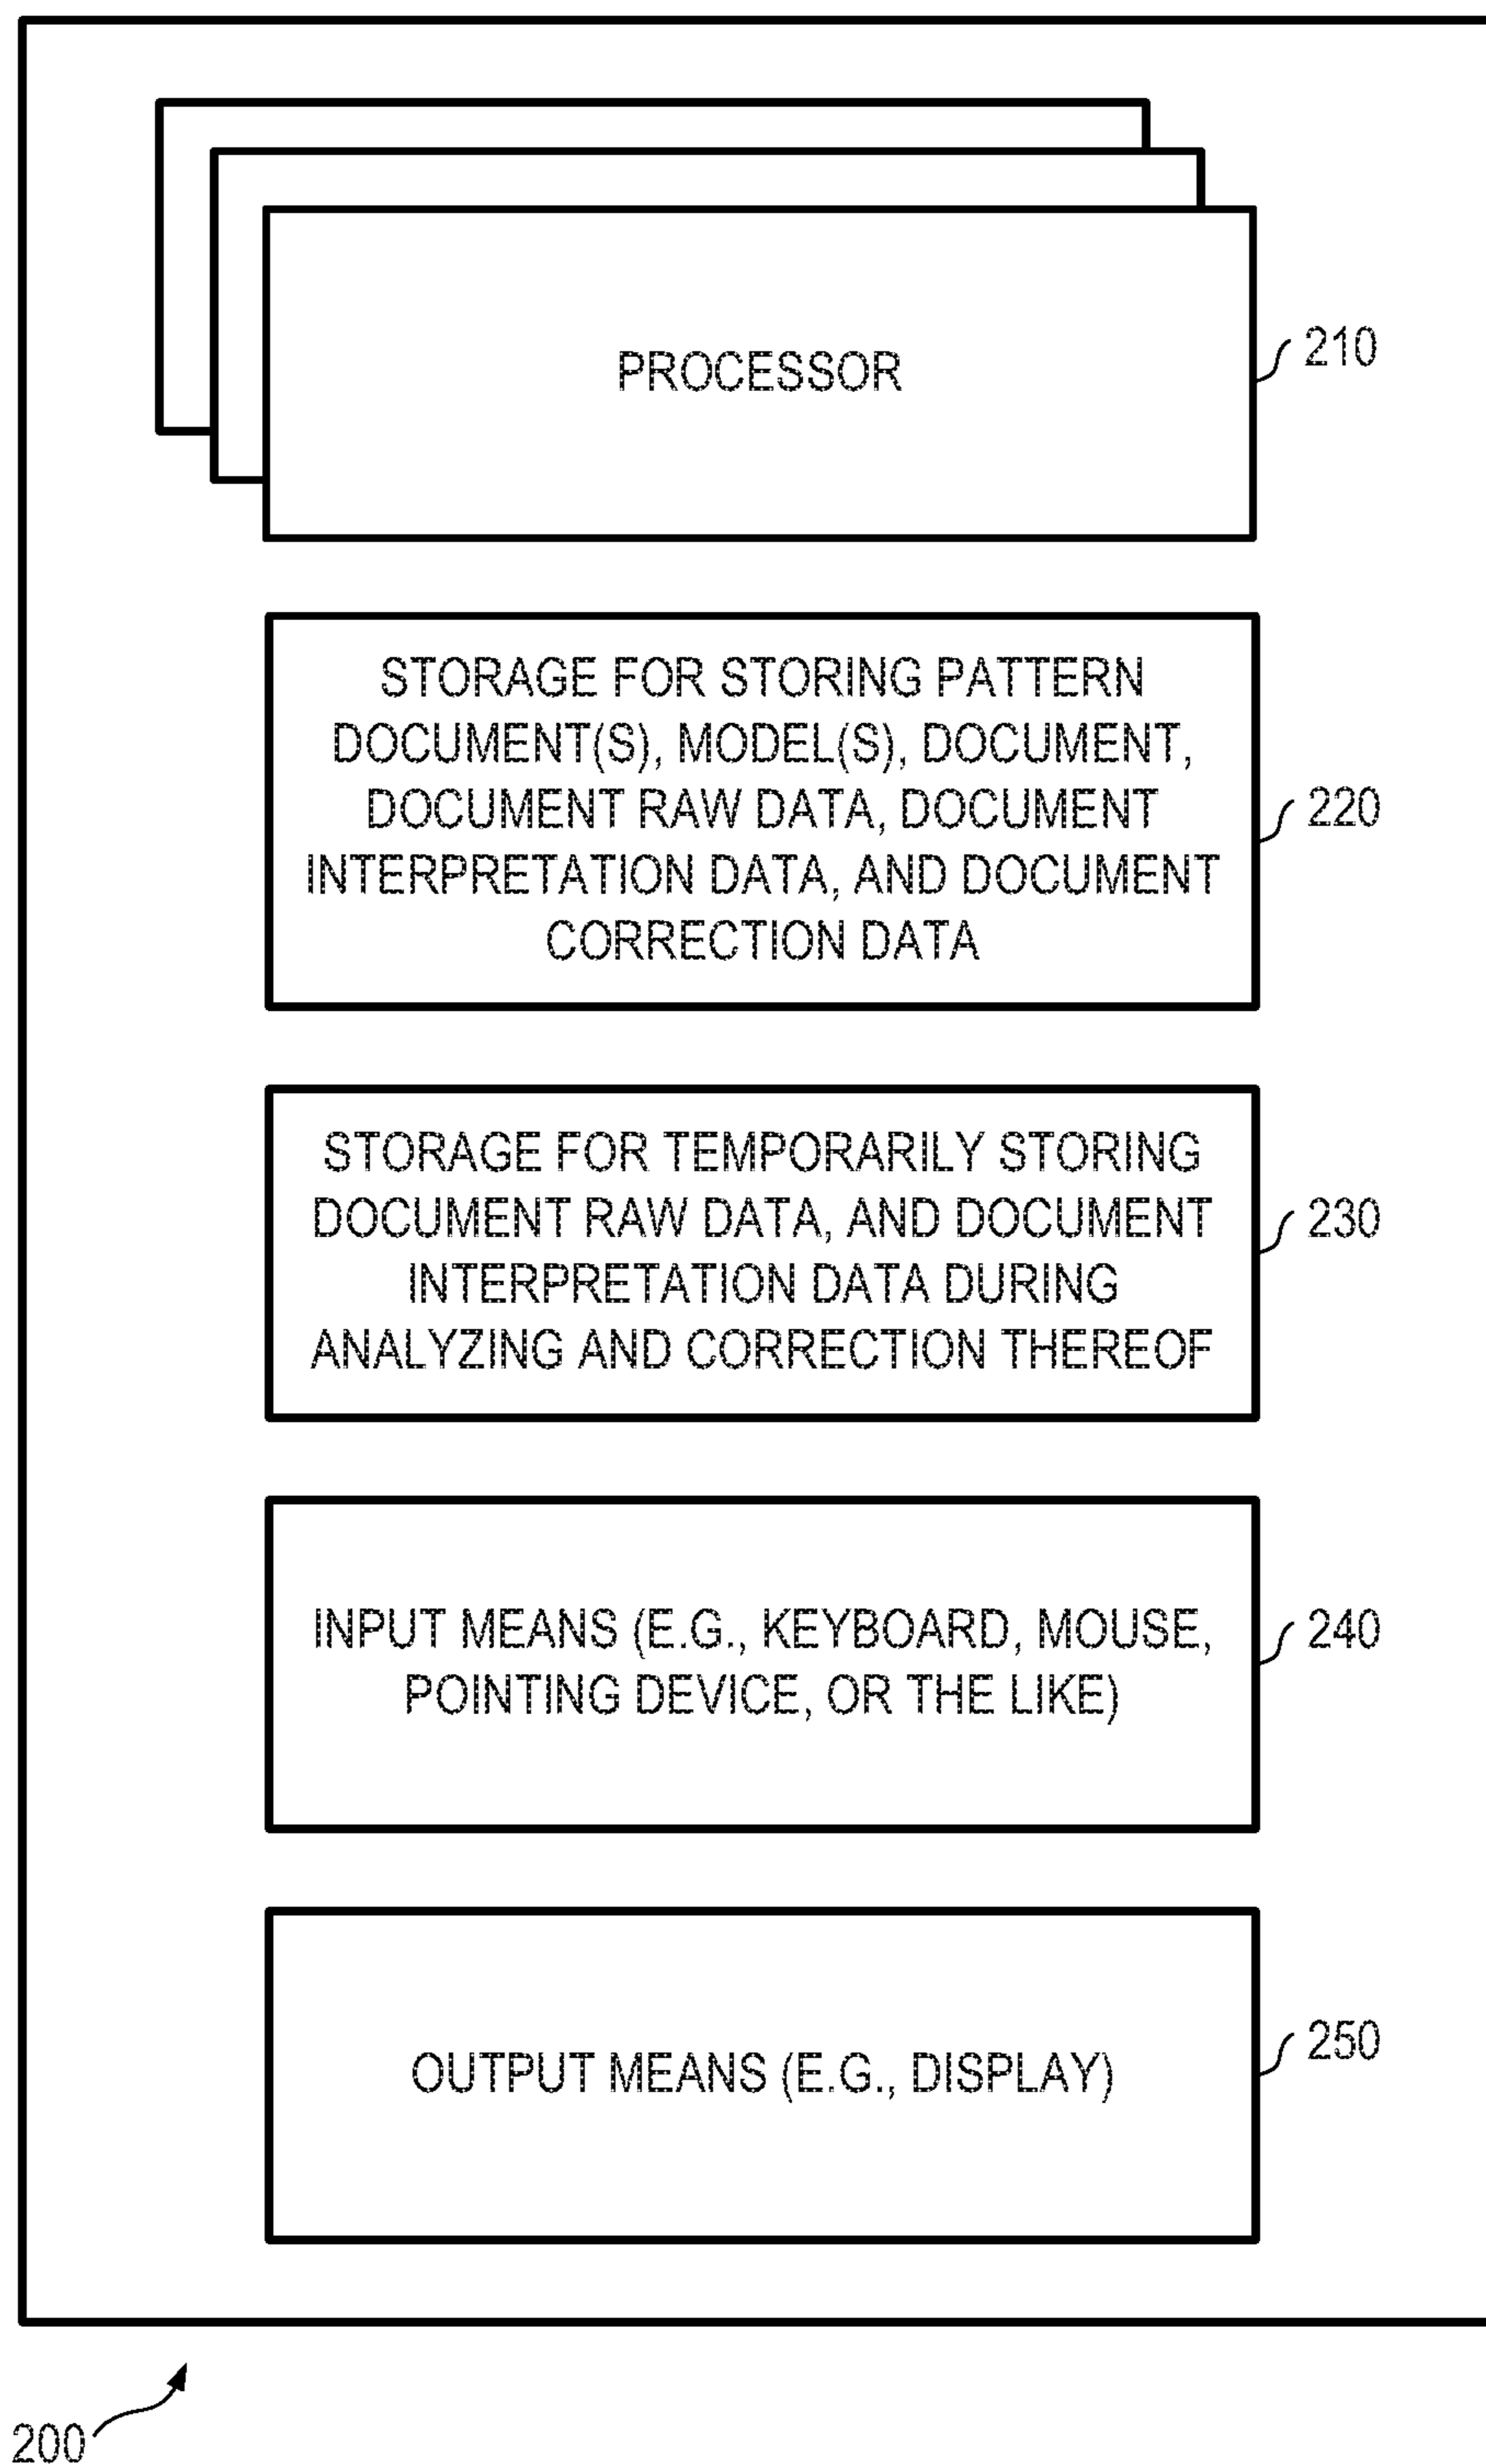 PROCESSOR
210
STORAGE FOR STORING PATTERN
DOCUMENT(S), MODEL(S), DOCUMENT,
DOCUMENT RAW DATA, DOCUMENT
INTERPRETATION DATA, AND DOCUMENT
CORRECTION DATA
220
STORAGE FOR TEMPORARILY STORING
DOCUMENT RAW DATA, AND DOCUMENT
INTERPRETATION DATA DURING
ANALYZING AND CORRECTION THEREOF
230
INPUT MEANS (E.G., KEYBOARD, MOUSE,
POINTING DEVICE, OR THE LIKE)
240
OUTPUT MEANS (E.G., DISPLAY)
250
200